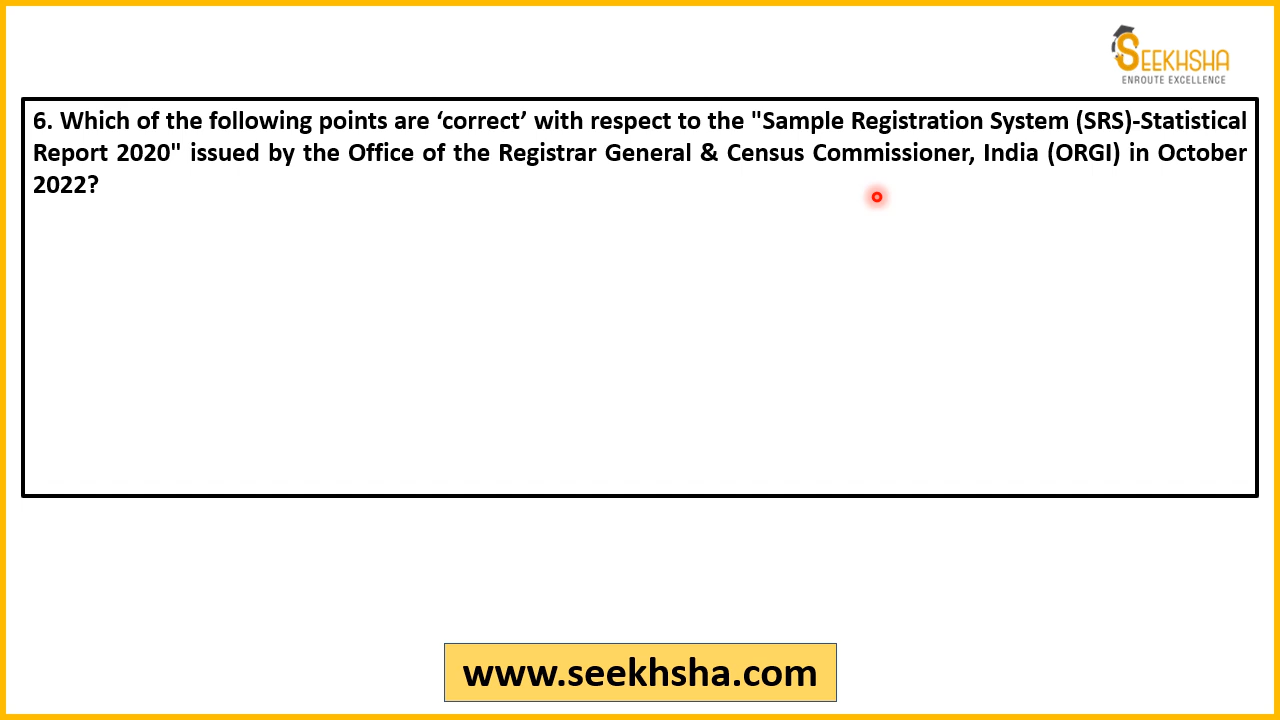 SEEKHSHA
ENROUTE EXCELLENCE
6. Which of the following points are ‘correct’ with respect to the "Sample Registration System (SRS)-Statistical
Report 2020" issued by the Office of the Registrar General & Census Commissioner, India (ORGI) in October
2022?
www.seekhsha.com